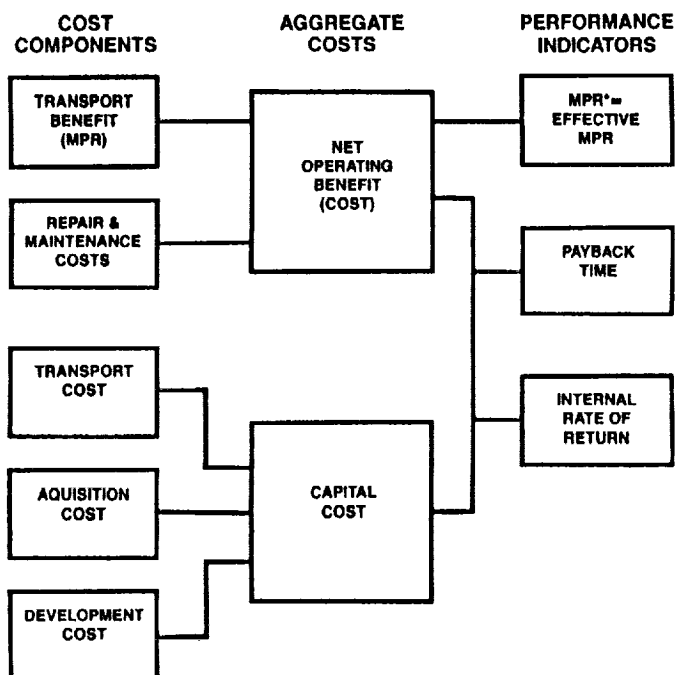 COST
COMPONENTS
AGGREGATE
COSTS
PERFORMANCE
INDICATORS
TRANSPORT
BENEFIT
(MPR)
REPAIR &
MAINTENANCE
COSTS
TRANSPORT
COST
AQUISITION
COST
DEVELOPMENT
COST
NET
OPERATING
BENEFIT
(COST)
CAPITAL
COST
MPR*=
EFFECTIVE
MPR
PAYBACK
TIME
INTERNAL
RATE OF
RETURN